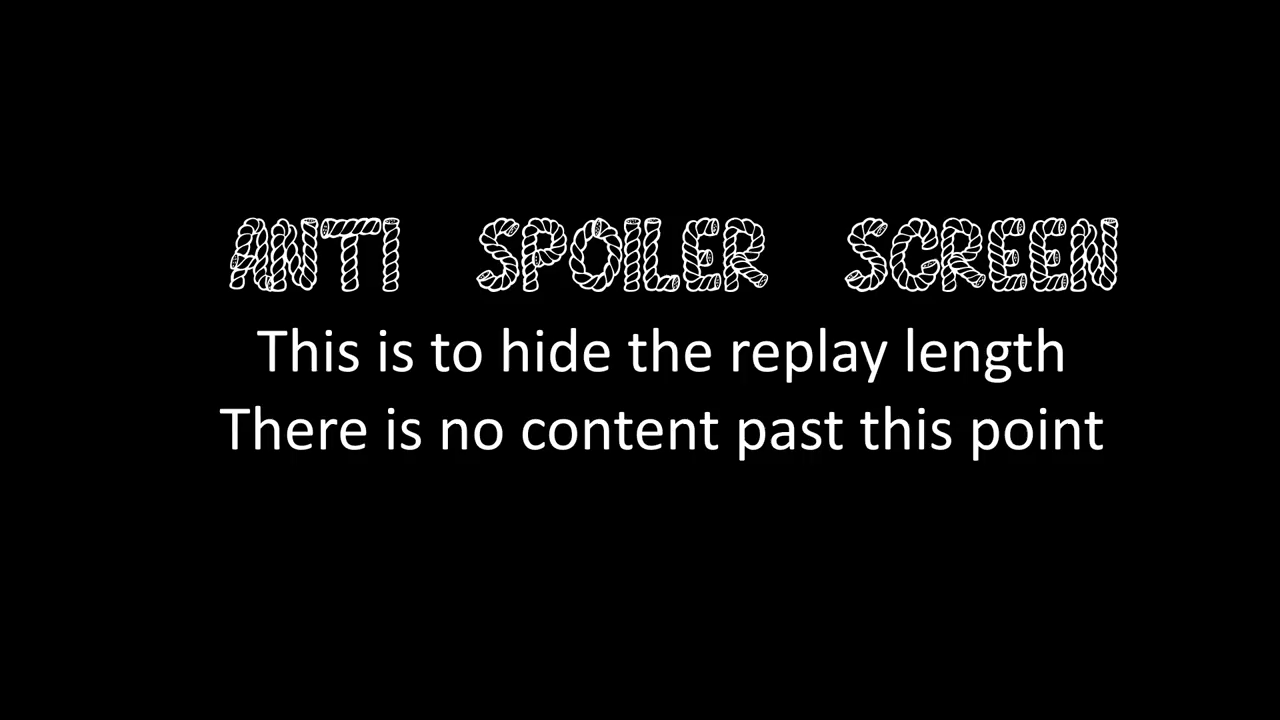 ANTI SPOILER SCREEN
This is to hide the replay length
There is no content past this point